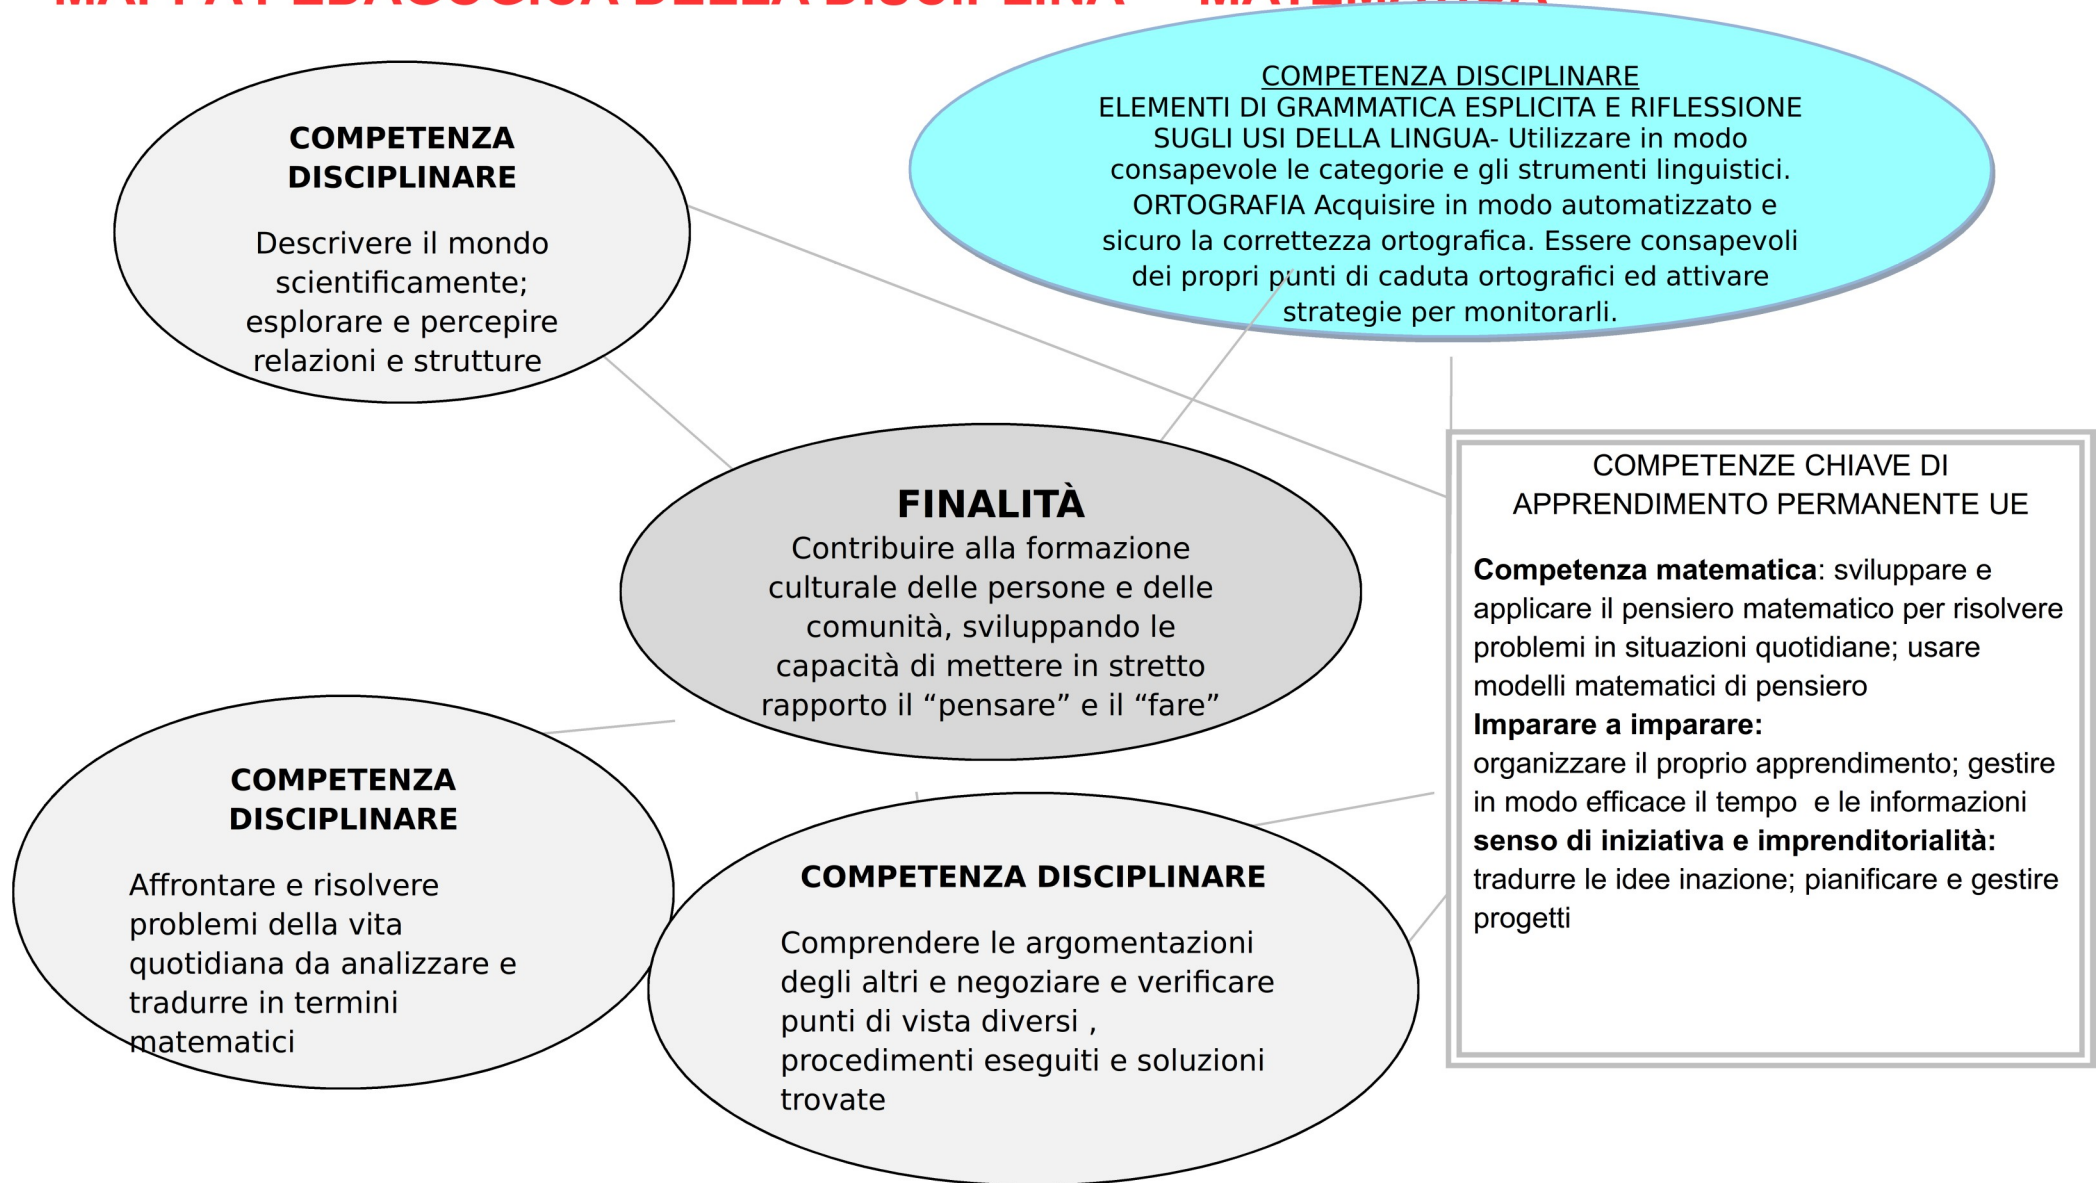 MAPPA PEDAGOGICA DELLA DISCIPLINA – MATEMATICA
COMPETENZA
DISCIPLINARE
Descrivere il mondo
scientificamente;
esplorare e percepire
relazioni e strutture
COMPETENZA DISCIPLINARE
ELEMENTI DI GRAMMATICA ESPLICITA E RIFLESSIONE
SUGLI USI DELLA LINGUA- Utilizzare in modo
consapevole le categorie e gli strumenti linguistici.
ORTOGRAFIA Acquisire in modo automatizzato e
sicuro la correttezza ortografica. Essere consapevoli
dei propri punti di caduta ortografici ed attivare
strategie per monitorarli.
FINALITÀ
Contribuire alla formazione
culturale delle persone e delle
comunità, sviluppando le
capacità di mettere in stretto
rapporto il “pensare” e il “fare”
COMPETENZE CHIAVE DI
APPRENDIMENTO PERMANENTE UE
Competenza matematica: sviluppare e
applicare il pensiero matematico per risolvere
problemi in situazioni quotidiane; usare
modelli matematici di pensiero
Imparare a imparare:
organizzare il proprio apprendimento; gestire
in modo efficace il tempo  e le informazioni
senso di iniziativa e imprenditorialità:
tradurre le idee inazione; pianificare e gestire
progetti
COMPETENZA
DISCIPLINARE
Affrontare e risolvere
problemi della vita
quotidiana da analizzare e
tradurre in termini
matematici
COMPETENZA DISCIPLINARE
Comprendere le argomentazioni
degli altri e negoziare e verificare
punti di vista diversi ,
procedimenti eseguiti e soluzioni
trovate